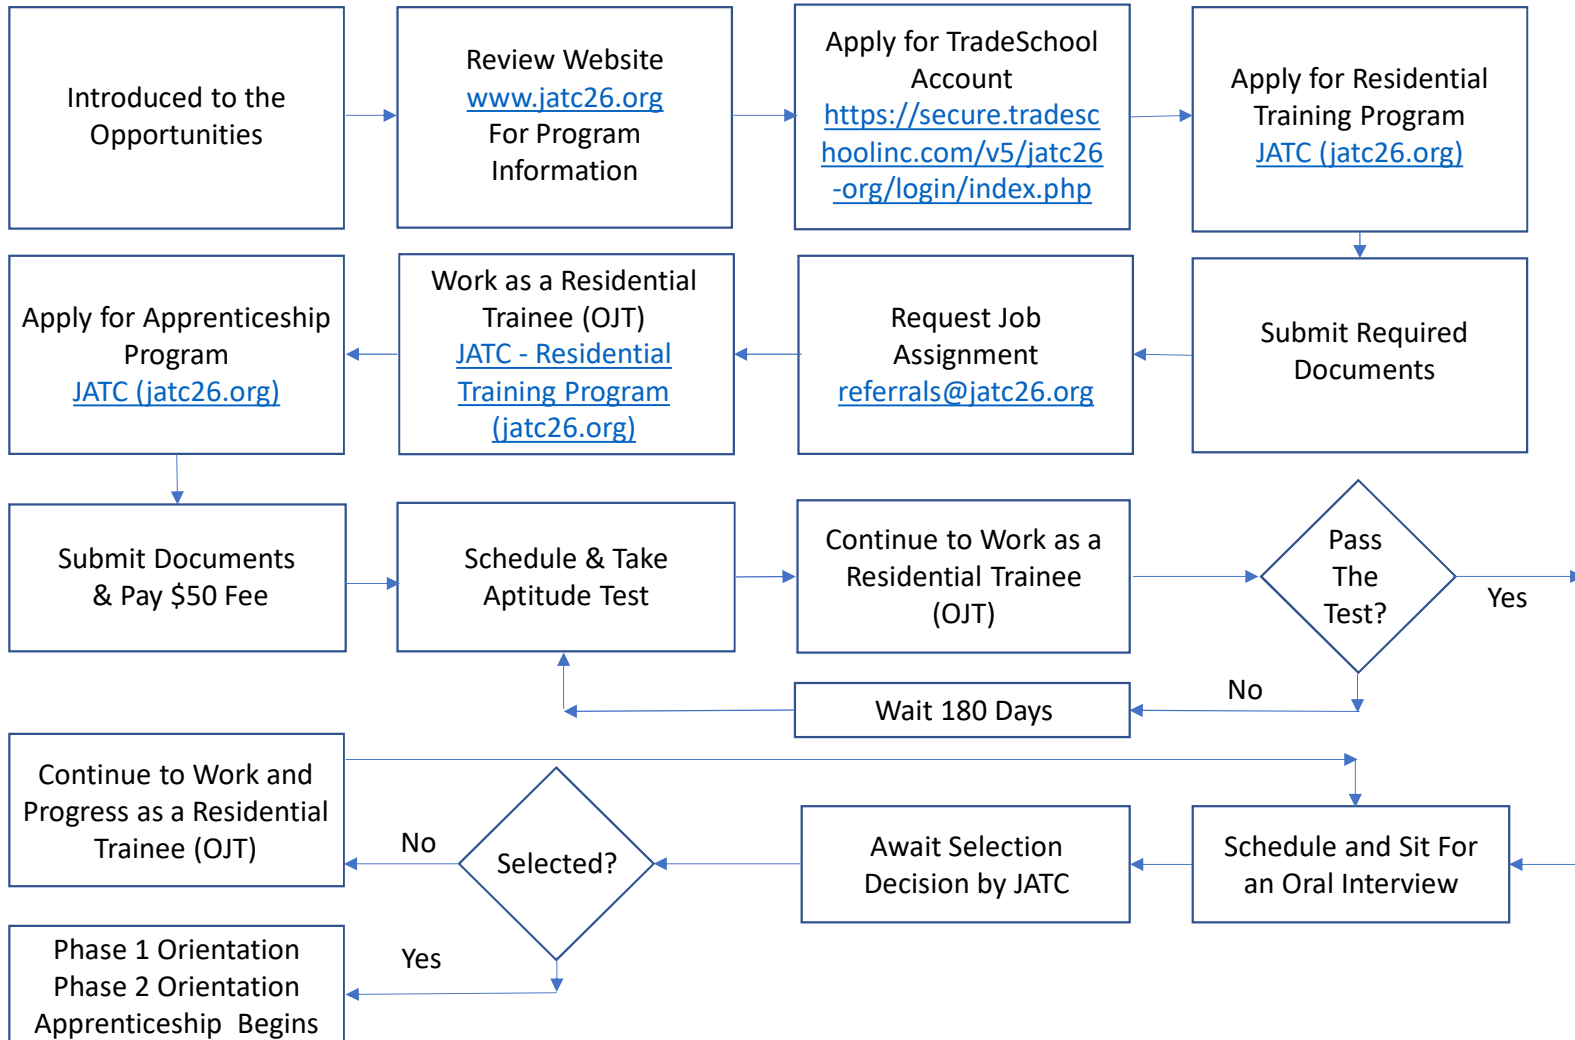 Introduced to the
Opportunities
Review Website
www.jatc26.org
For Program
Information
Apply for TradeSchool
Account
https://secure.tradesc
hoolinc.com/v5/jatc26
-org/login/index.php
Apply for Residential
Training Program
JATC (jatc26.org)
Apply for Apprenticeship
Program
JATC (jatc26.org)
Work as a Residential
Trainee (OJT)
JATC - Residential
Training Program
(jatc26.org)
Request Job
Assignment
referrals@jatc26.org
Submit Required
Documents
Submit Documents
& Pay $50 Fee
Schedule & Take
Aptitude Test
Continue to Work as a
Residential Trainee
(OJT)
Pass
The
Test?
Yes
No
Wait 180 Days
Continue to Work and
Progress as a Residential
Trainee (OJT)
No
Selected?
Await Selection
Decision by JATC
Schedule and Sit For
an Oral Interview
Yes
Phase 1 Orientation
Phase 2 Orientation
Apprenticeship  Begins